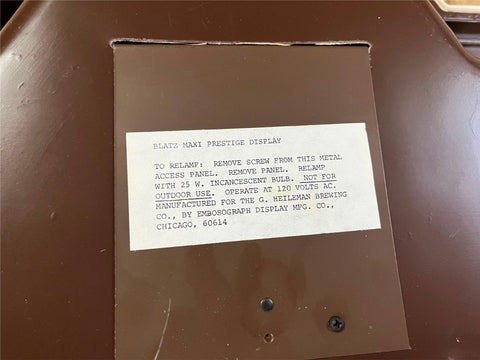 BLATZ MAXI PRESTIGE DISPLAY
TO RELAMP: REMOVE SCREW FROM THIS METAL
ACCESS PANEL. REMOVE PANEL. RELAMP
WITH 25 W. INCANCESCENT BULB. NOT FOR
OUTDOOR USE. OPERATE AT 120 VOLTS AC.
MANUFACTURED FOR THE G. HEILEMAN BREWING
CO., BY EMBOSOGRAPH DISPLAY MFG. CO.,
CHICAGO, 60614